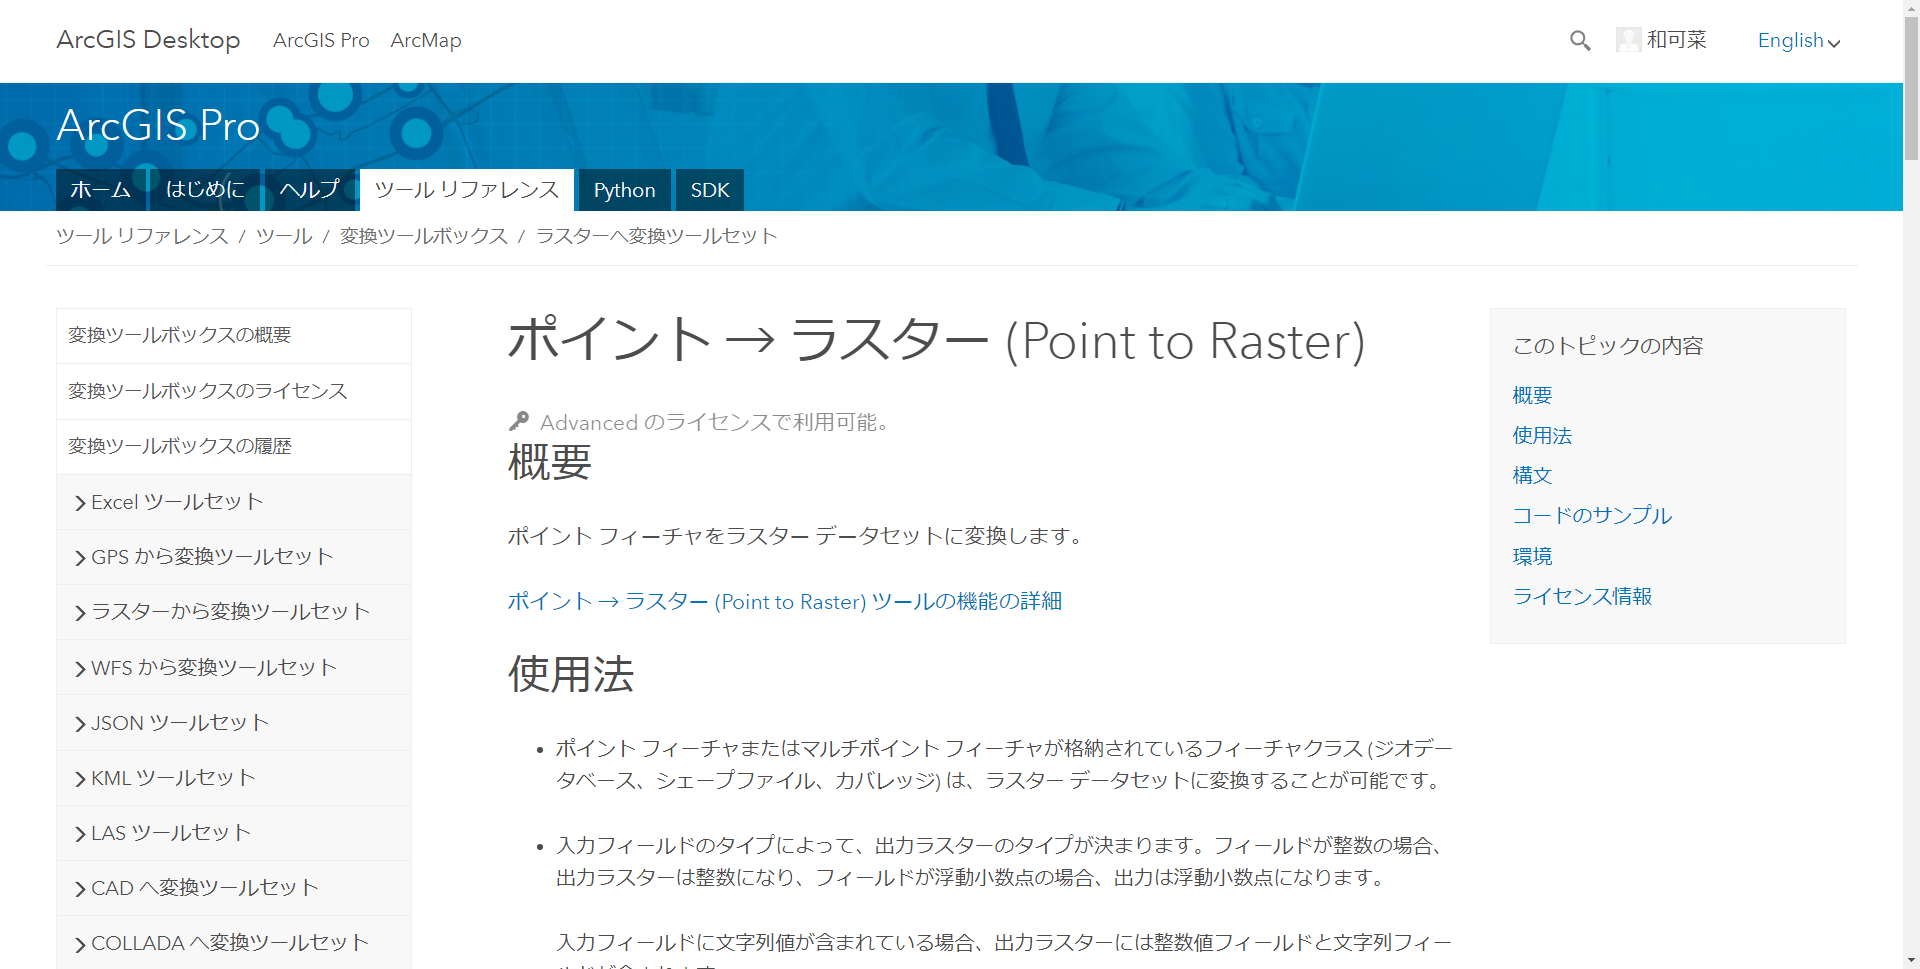 ArcGIS Desktop ArcGIS Pro ArcMap 和可菜 English
ArcGIS Pro
ホーム はじめに ヘルプ ツール リファレンス Python SDK
ツール リファレンス / ツール / 変換ツールボックス / ラスターへ変換ツールセット
変換ツールボックスの概要
変換ツールボックスのライセンス
変換ツールボックスの履歴
Excel ツールセット
GPS から変換ツールセット
ラスターから変換ツールセット
WFS から変換ツールセット
JSON ツールセット
KML ツールセット
LAS ツールセット
CAD へ変換ツールセット
COLLADA へ変換ツールセット
ポイント → ラスター (Point to Raster)
Advanced のライセンスで利用可能。
概要
ポイント フィーチャをラスター データセットに変換します。
ポイント → ラスター (Point to Raster) ツールの機能の詳細
使用法
• ポイント フィーチャまたはマルチポイント フィーチャが格納されているフィーチャクラス (ジオデー
タベース、シェープファイル、カバレッジ) は、ラスター データセットに変換することが可能です。
• 入力フィールドのタイプによって、出力ラスターのタイプが決まります。フィールドが整数の場合、
出力ラスターは整数になり、フィールドが浮動小数点の場合、出力は浮動小数点になります。
入力フィールドに文字列値が含まれている場合、出力ラスターには整数値フィールドと文字列フィー
このトピックの内容
概要
使用法
構文
コードのサンプル
環境
ライセンス情報